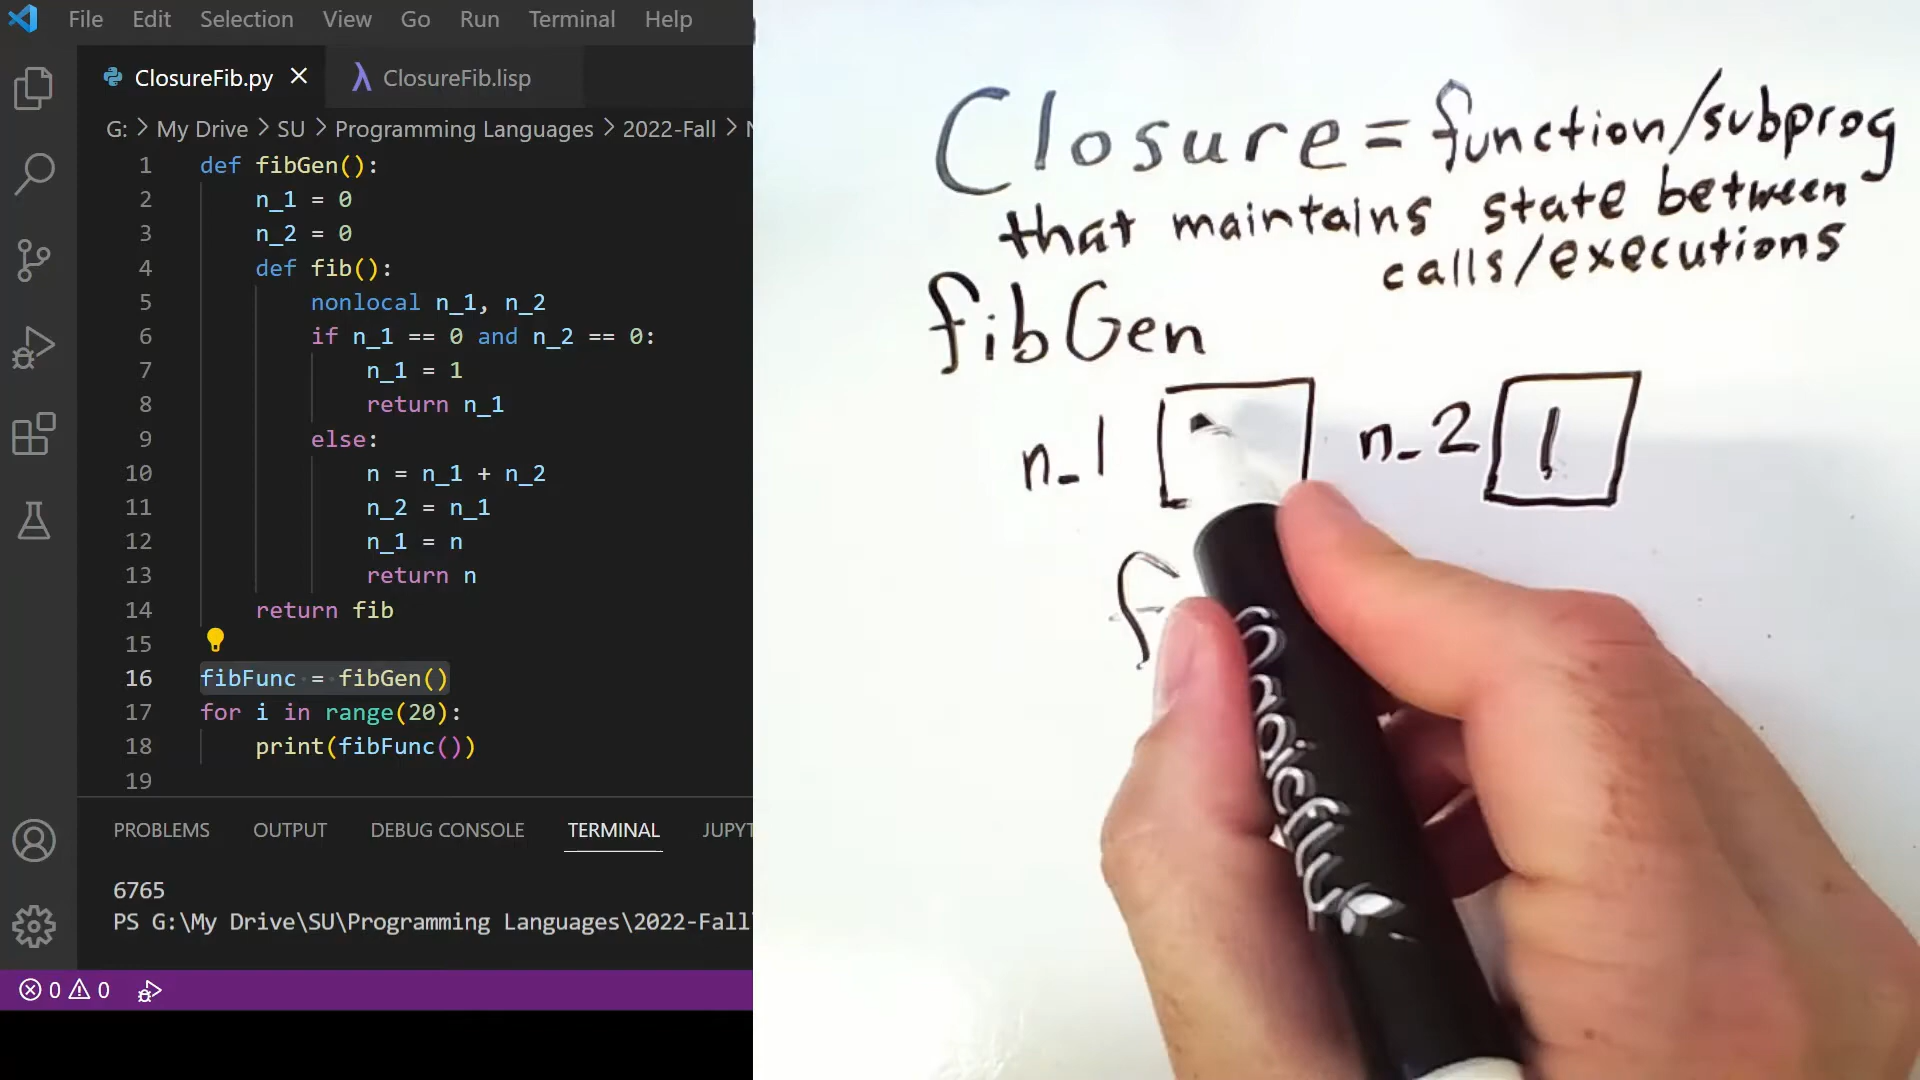 File Edit Selection View Go Run Terminal Help
ClosureFib.py ClosureFib.lisp
G: > My Drive > SU > Programming Languages > 2022-Fall >
1 def fibGen():
2 n_1 = 0
3 n_2 = 0
4 def fib():
5 nonlocal n_1, n_2
6 if n_1 == 0 and n_2 == 0:
7 n_1 = 1
8 return n_1
9 else:
10 n = n_1 + n_2
11 n_2 = n_1
12 n_1 = n
13 return n
14 return fib
15
16 fibFunc = fibGen()
17 for i in range(20):
18 print(fibFunc())
19
PROBLEMS OUTPUT DEBUG CONSOLE TERMINAL JUPYT
6765
PS G:\My Drive\SU\Programming Languages\2022-Fall
0 0
Closure = function/subprog
that maintains state between
calls/executions
fibGen
n_1 n_2 1
f